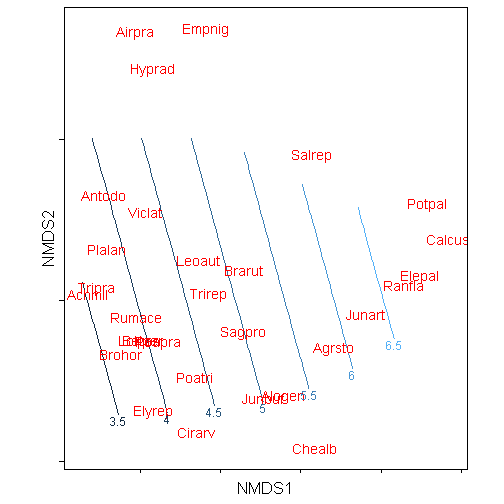 Airpra
Empnig
Hyprad
Salrep
Antodo
Potpal
Viclat
Calcus
Plalan
Leoaut
Brarut
Elepal
Tripra
Achmil
Trirep
Ranfla
Rumace
Junart
Sagpro
Poapra
Agrsto
6.5
Brohor
Poatri
6
5.5
Alogen
Junbuf
5
Elyrep
4.5
4
3.5
Cirarv
Chealb
NMDS2
NMDS1